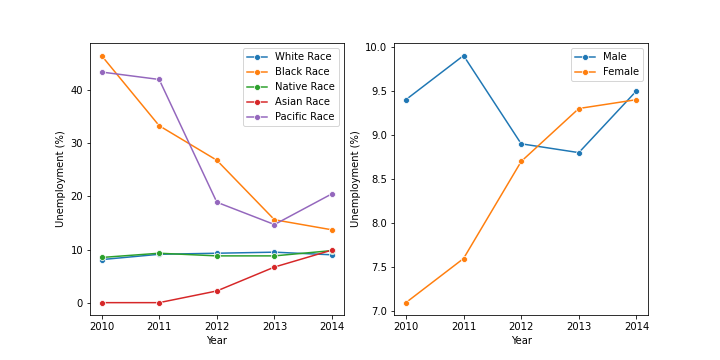 White Race
Black Race
Native Race
Asian Race
Pacific Race
Unemployment (%)
40
30
20
10
0
2010 2011 2012 2013 2014
Year
Male
Female
Unemployment (%)
10.0
9.5
9.0
8.5
8.0
7.5
7.0
2010 2011 2012 2013 2014
Year